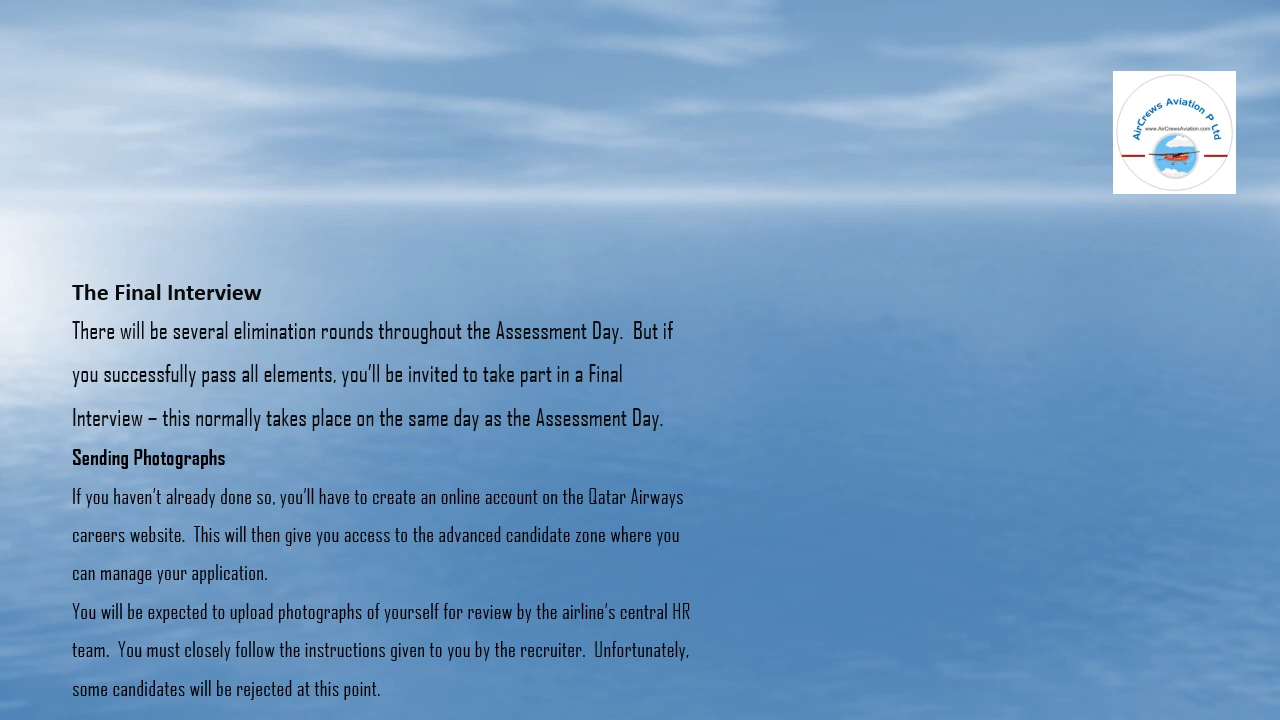 AirCrews Aviation P Ltd
www.AirCrewsAviation.com
The Final Interview
There will be several elimination rounds throughout the Assessment Day.  But if
you successfully pass all elements, you’ll be invited to take part in a Final
Interview – this normally takes place on the same day as the Assessment Day.
Sending Photographs
If you haven’t already done so, you’ll have to create an online account on the Qatar Airways
careers website.  This will then give you access to the advanced candidate zone where you
can manage your application.
You will be expected to upload photographs of yourself for review by the airline’s central HR
team.  You must closely follow the instructions given to you by the recruiter.  Unfortunately,
some candidates will be rejected at this point.